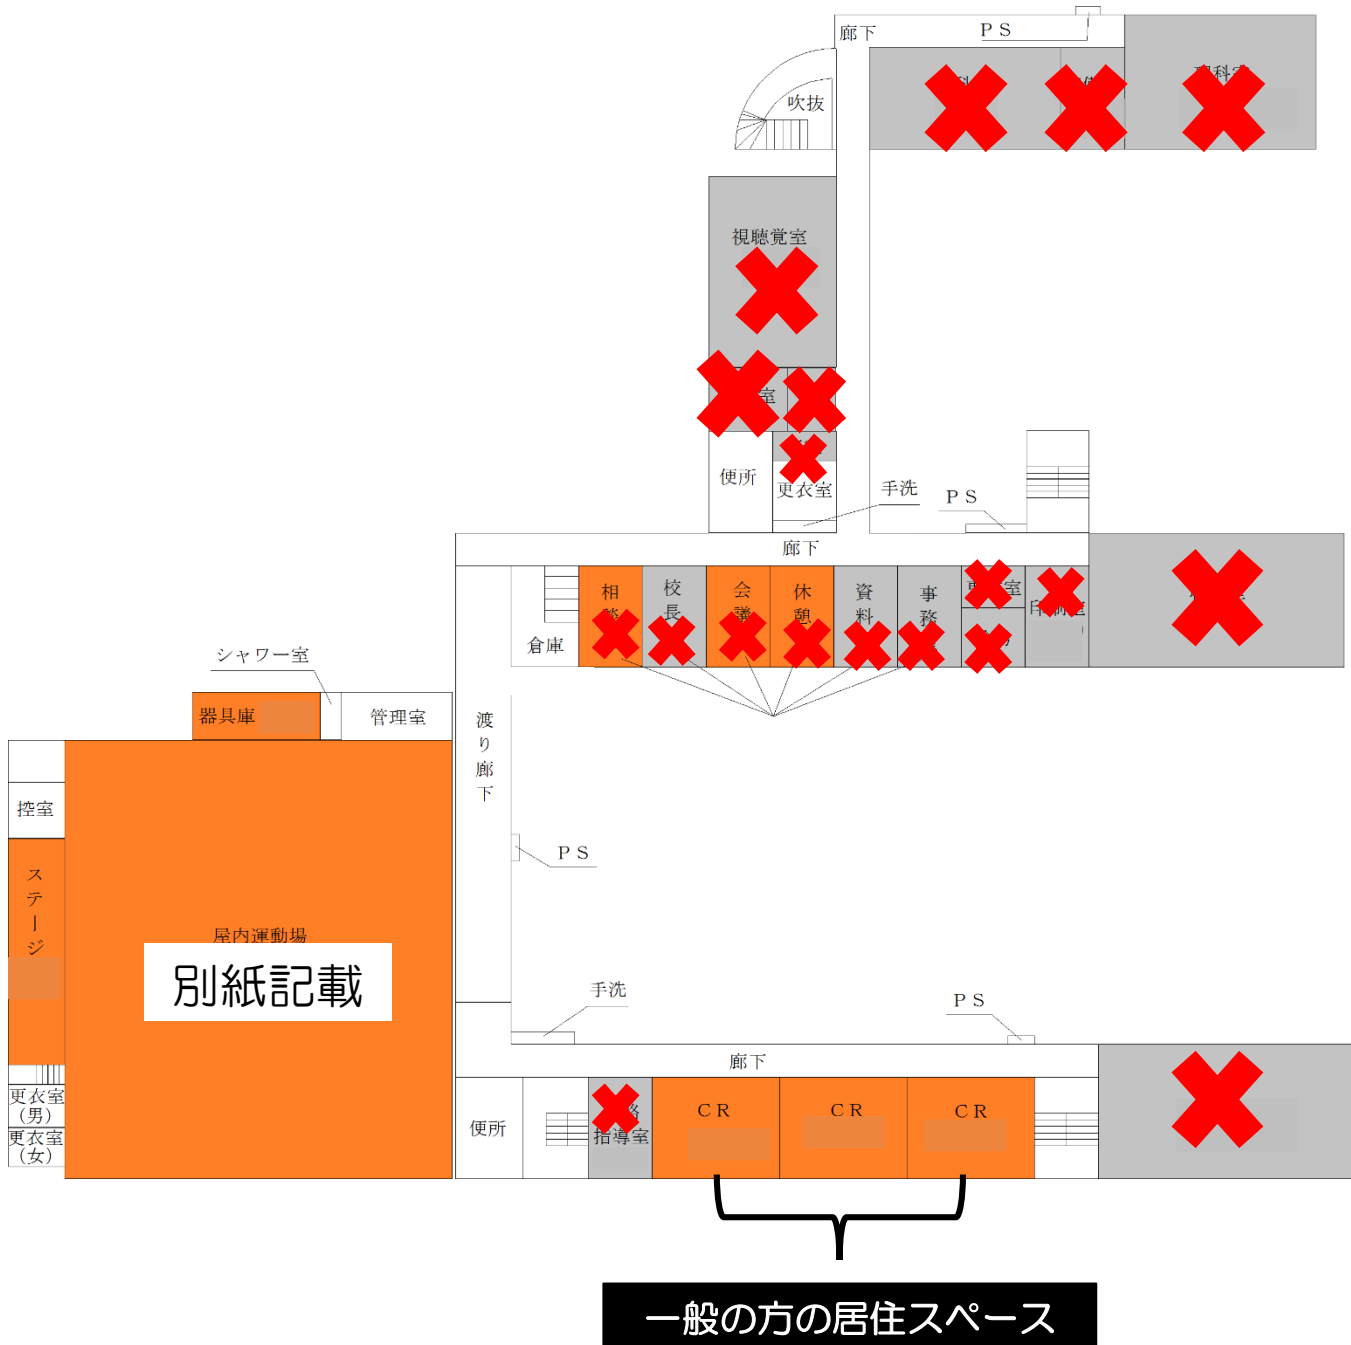 廊下
ＰＳ
吹抜
視聴覚室
室
便所
更衣室
手洗
ＰＳ
廊下
相
校長
会議
休憩
資料
事務
室
倉庫
シャワー室
器具庫
管理室
渡り廊下
控室
ステージ
ＰＳ
屋内運動場
別紙記載
手洗
ＰＳ
廊下
更衣室
（男）
更衣室
（女）
便所
指導室
ＣＲ
ＣＲ
ＣＲ
一般の方の居住スペース